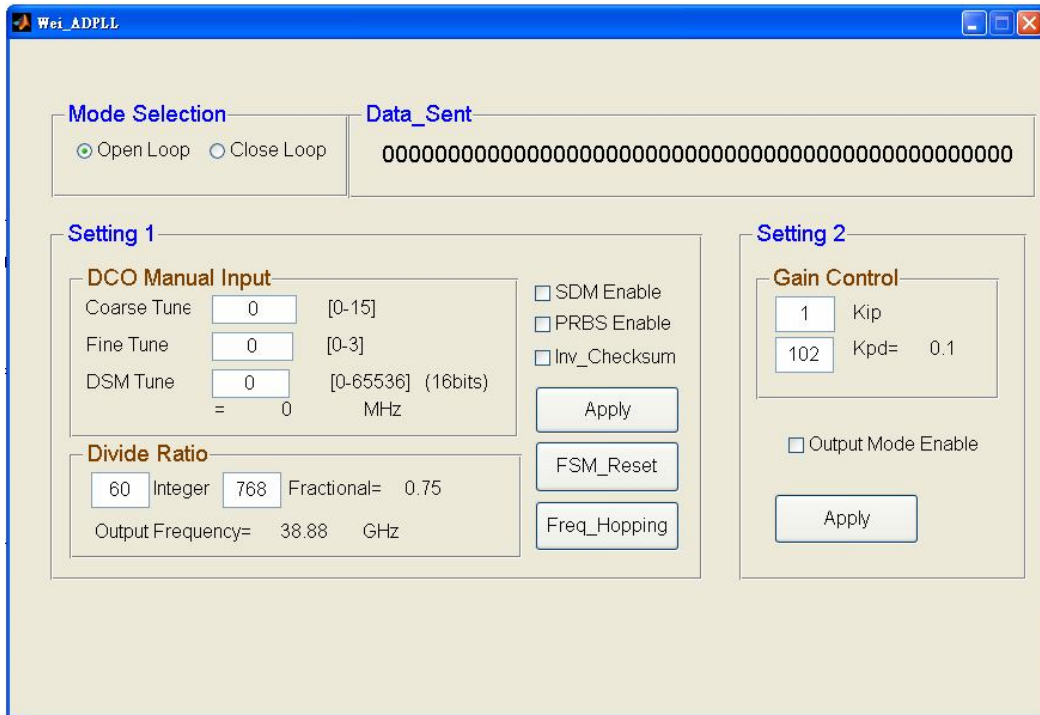 Wei_ADPLL
Mode Selection
Open Loop Close Loop
Data_Sent
000000000000000000000000000000000000000000000000
Setting 1
DCO Manual Input
Coarse Tune 0 [0-15]
Fine Tune 0 [0-3]
DSM Tune 0 [0-65536] (16bits)
= 0 MHz
Divide Ratio
60 Integer 768 Fractional= 0.75
Output Frequency= 38.88 GHz
SDM Enable
PRBS Enable
Inv_Checksum
Apply
FSM_Reset
Freq_Hopping
Setting 2
Gain Control
1 Kip
102 Kpd= 0.1
Output Mode Enable
Apply